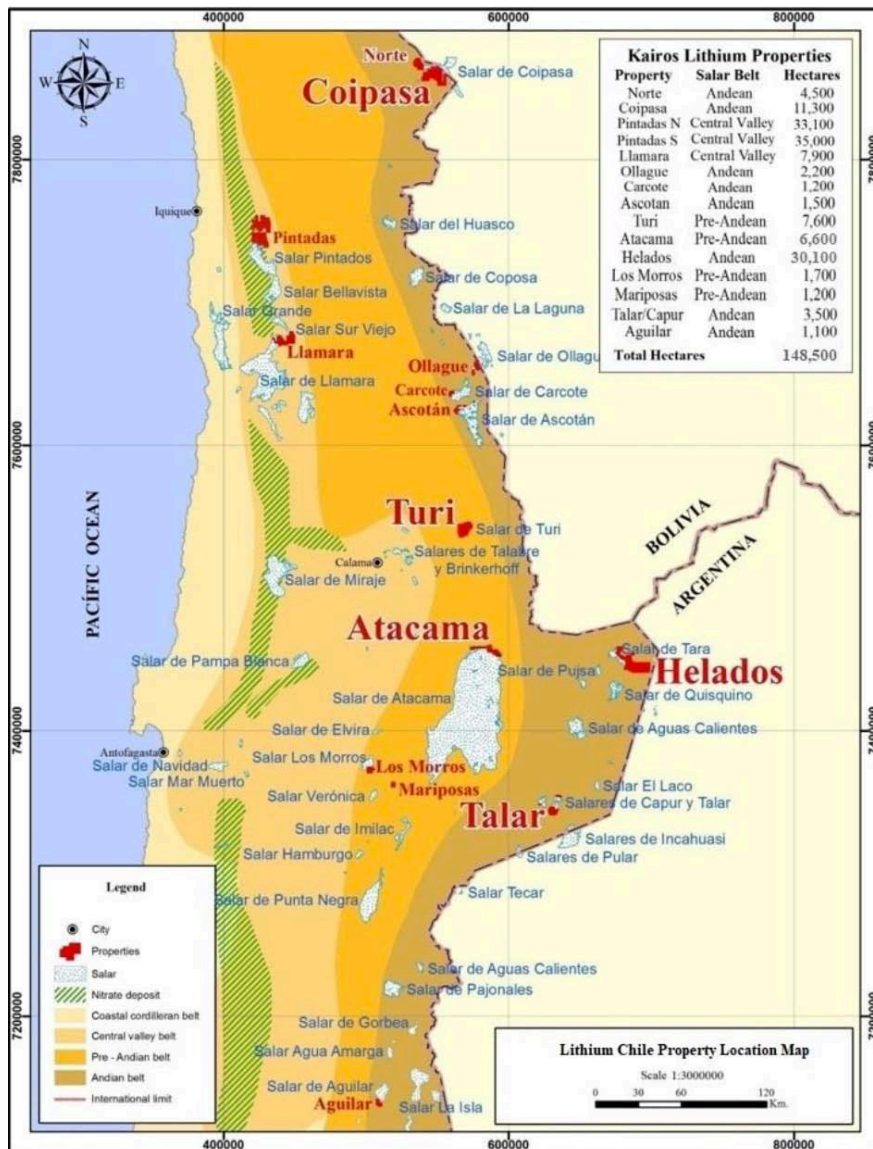 400000 600000 800000
N
W E
S
Norte
Coipasa
Salar de Coipasa
Kairos Lithium Properties
Property Salar Belt Hectares
Norte Andean 4,500
Coipasa Andean 11,300
Pintadas N Central Valley 33,100
Pintadas S Central Valley 35,000
Llamara Central Valley 7,900
Ollague Andean 2,200
Carcote Andean 1,200
Ascotan Andean 1,500
Turi Pre-Andean 7,600
Atacama Pre-Andean 6,600
Helados Andean 30,100
Los Morros Pre-Andean 1,700
Mariposas Pre-Andean 1,200
Talar/Capur Andean 3,500
Aguilar Andean 1,100
Total Hectares 148,500
7800000 7800000
Iquique
Pintadas
Salar del Huasco
Salar Pintados
Salar de Coposa
Salar Bellavista
Salar Grande
Salar de La Laguna
Salar Sur Viejo
Llamara
Salar de Ollagu
Ollague
Salar de Llamara
Carcote
Salar de Carcote
Ascotán
Salar de Ascotán
7600000 7600000
PACÍFIC OCEAN
BOLIVIA
ARGENTINA
Turi
Salar de Turi
Salares de Talabre
y Brinkerhoff
Calama
Salar de Miraje
Atacama
Salar de Tara
Salar de Pampa Blanca
Salar de Pujsa
Helados
Salar de Atacama
Salar de Quisquino
7400000 7400000
Salar de Elvira
Salar de Aguas Calientes
Antofagasta
Salar Los Morros
Salar de Navidad
Los Morros
Salar Mar Muerto
Mariposas
Salar El Laco
Salar Verónica
Salares de Capur y Talar
Talar
Salar de Imilac
Salares de Incahuasi
Salar Hamburgo
Salares de Pular
Salar de Punta Negra
Salar Tecar
Salar de Aguas Calientes
Salar de Pajonales
7200000 7200000
Salar de Gorbea
Salar Agua Amarga
Salar de Aguilar
Aguilar
Salar La Isla
Legend
City
Properties
Salar
Nitrate deposit
Coastal cordilleran belt
Central valley belt
Pre - Andian belt
Andian belt
International limit
Lithium Chile Property Location Map
Scale 1:3000000
0 30 60 120
Km.
400000 600000 800000